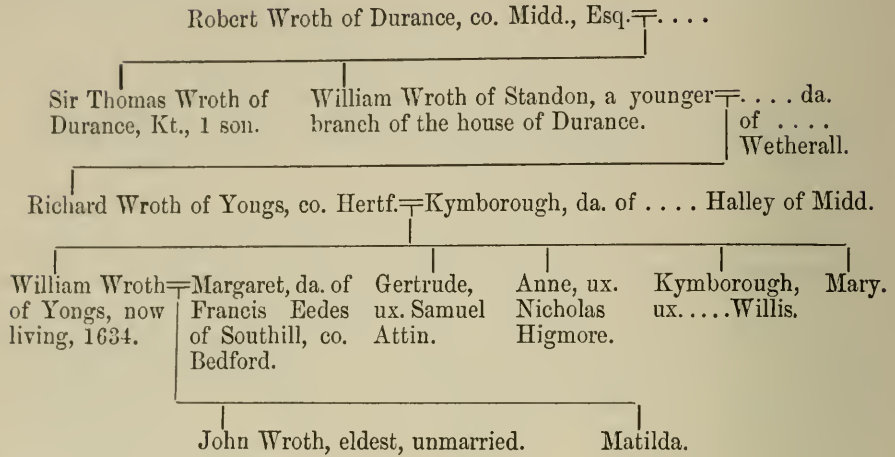 Robert Wroth of Durance, co. Midd., Esq.=. . . .
Sir Thomas Wroth of
Durance, Kt., 1 son.
William Wroth of Standon, a younger=. . . . da.
branch of the house of Durance.
of . . . .
Wetherall.
Richard Wroth of Yongs, co. Hertf.=Kymborough, da. of . . . . Halley of Midd.
William Wroth=
of Yongs, now
living, 1634.
Margaret, da. of
Francis Eedes
of Southill, co.
Bedford.
Gertrude,
ux. Samuel
Attin.
Anne, ux.
Nicholas
Higmore.
Kymborough,
ux.....Willis.
Mary.
John Wroth, eldest, unmarried.
Matilda.